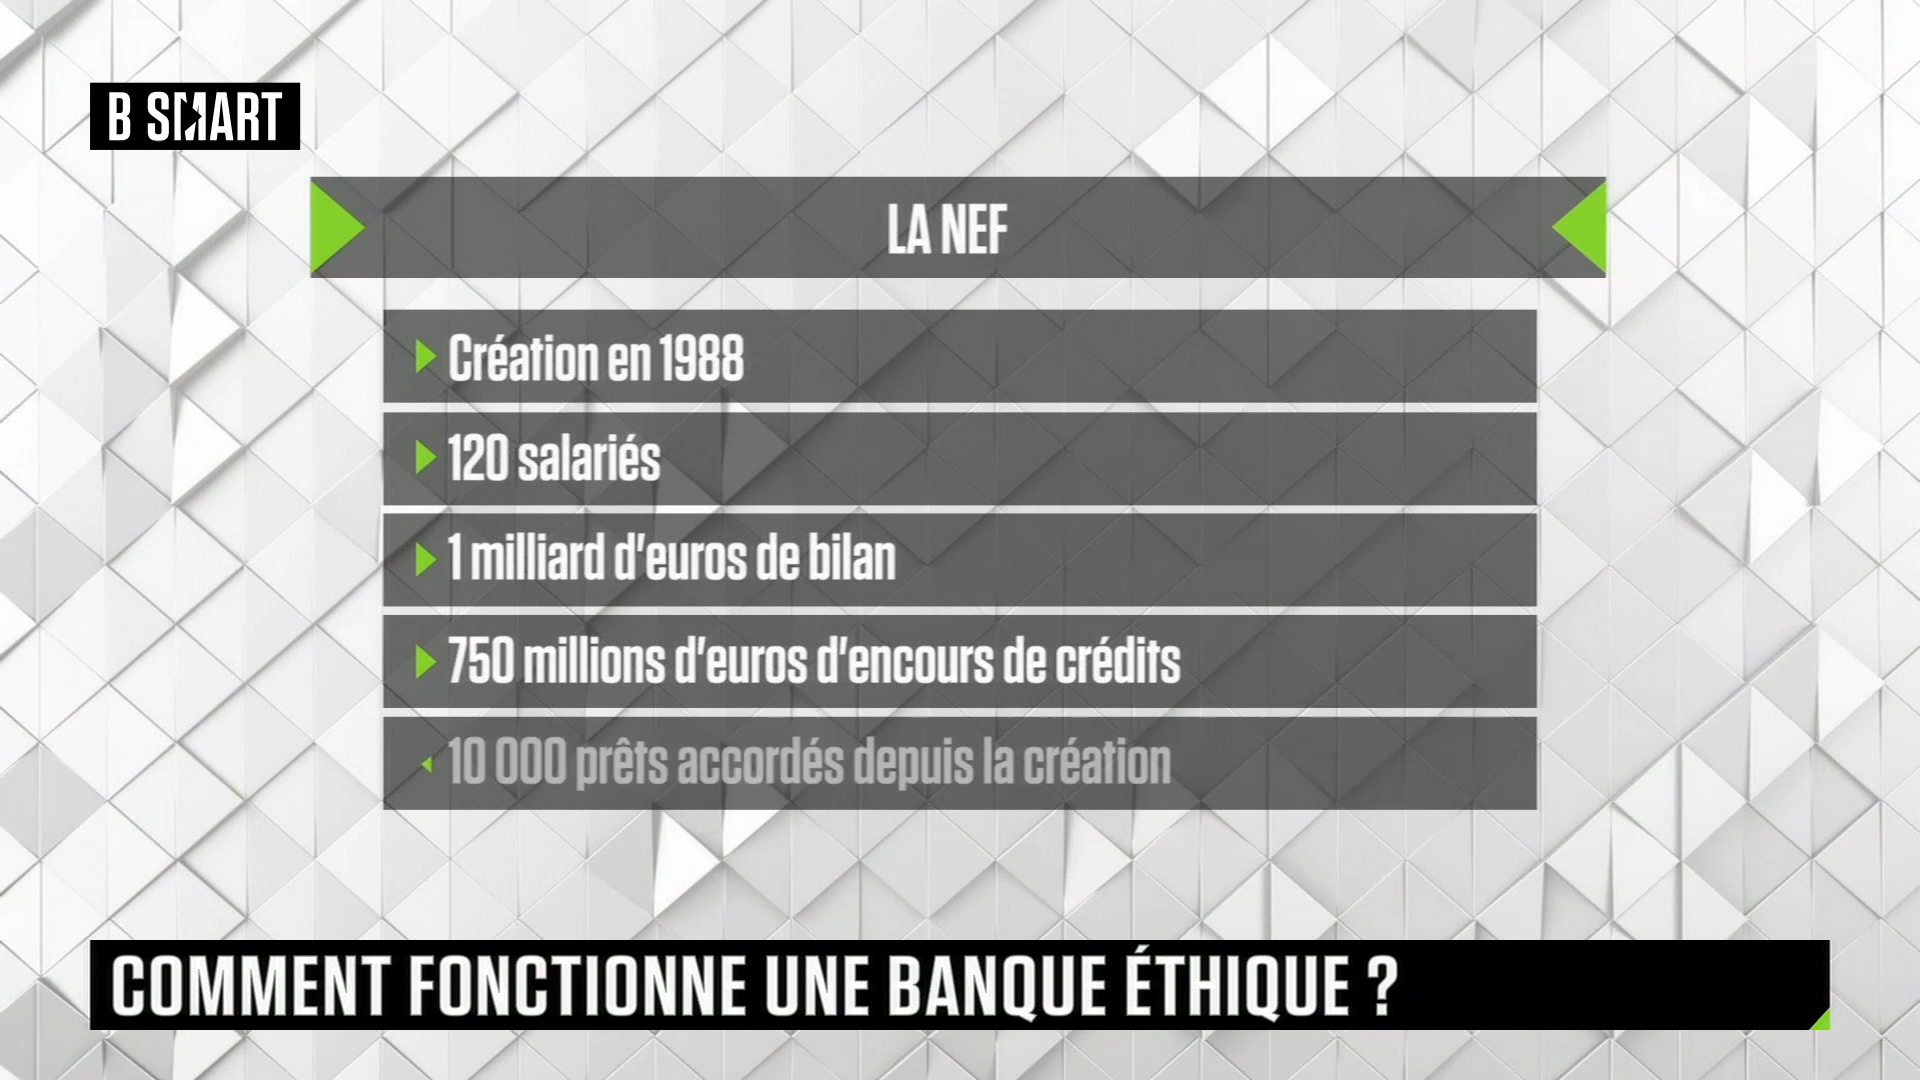 B SMART
LA NEF
Création en 1988
120 salariés
1 milliard d'euros de bilan
750 millions d'euros d'encours de crédits
10 000 prêts accordés depuis la création
COMMENT FONCTIONNE UNE BANQUE ÉTHIQUE ?